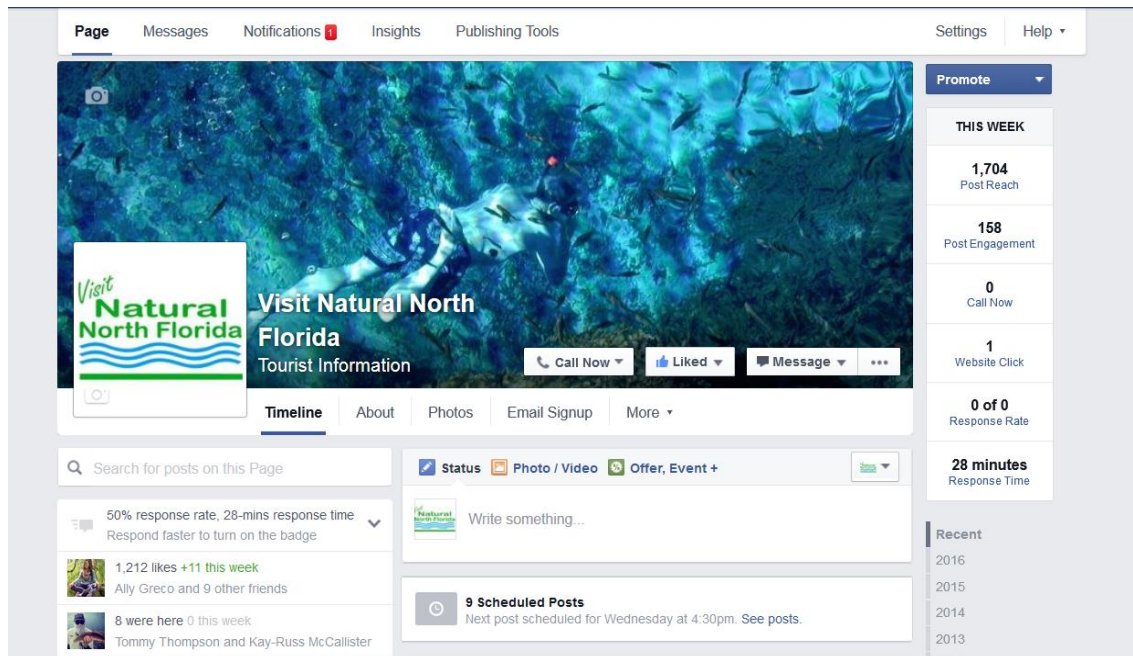 Page Messages Notifications 1 Insights Publishing Tools Settings Help
Promote
THIS WEEK
1,704
Post Reach
158
Post Engagement
0
Call Now
1
Website Click
0 of 0
Response Rate
28 minutes
Response Time
Visit
Natural
North Florida
Visit Natural North
Florida
Tourist Information
Call Now Liked Message ...
Timeline About Photos Email Signup More
Search for posts on this Page
50% response rate, 28-mins response time
Respond faster to turn on the badge
1,212 likes +11 this week
Ally Greco and 9 other friends
8 were here 0 this week
Tommy Thompson and Kay-Russ McCallister
Status Photo / Video Offer, Event +
Natural
North Florida
Write something...
9 Scheduled Posts
Next post scheduled for Wednesday at 4:30pm. See posts.
Recent
2016
2015
2014
2013